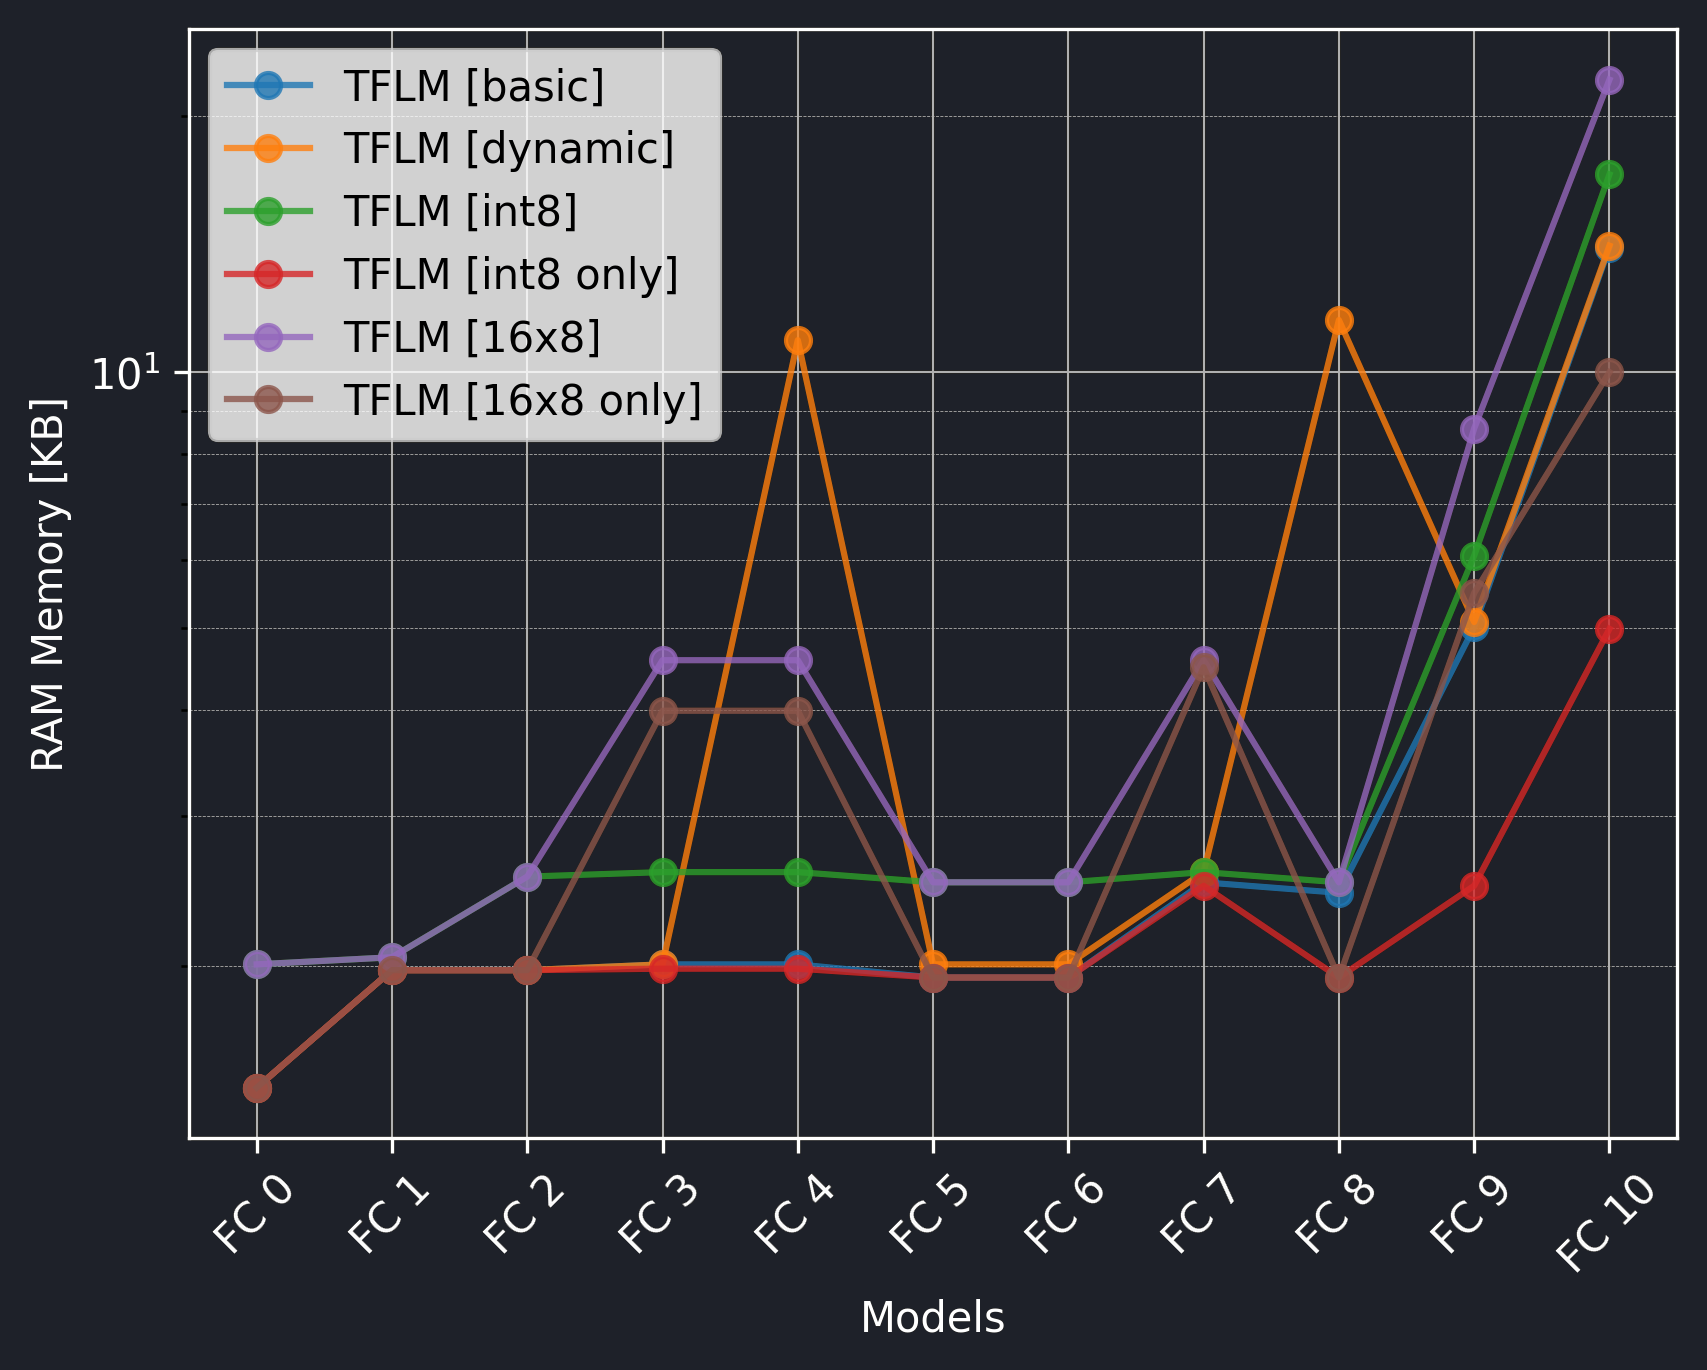 TFLM [basic]
TFLM [dynamic]
TFLM [int8]
TFLM [int8 only]
TFLM [16x8]
TFLM [16x8 only]
10¹
RAM Memory [KB]
FC 0
FC 1
FC 2
FC 3
FC 4
FC 5
FC 6
FC 7
FC 8
FC 9
FC 10
Models